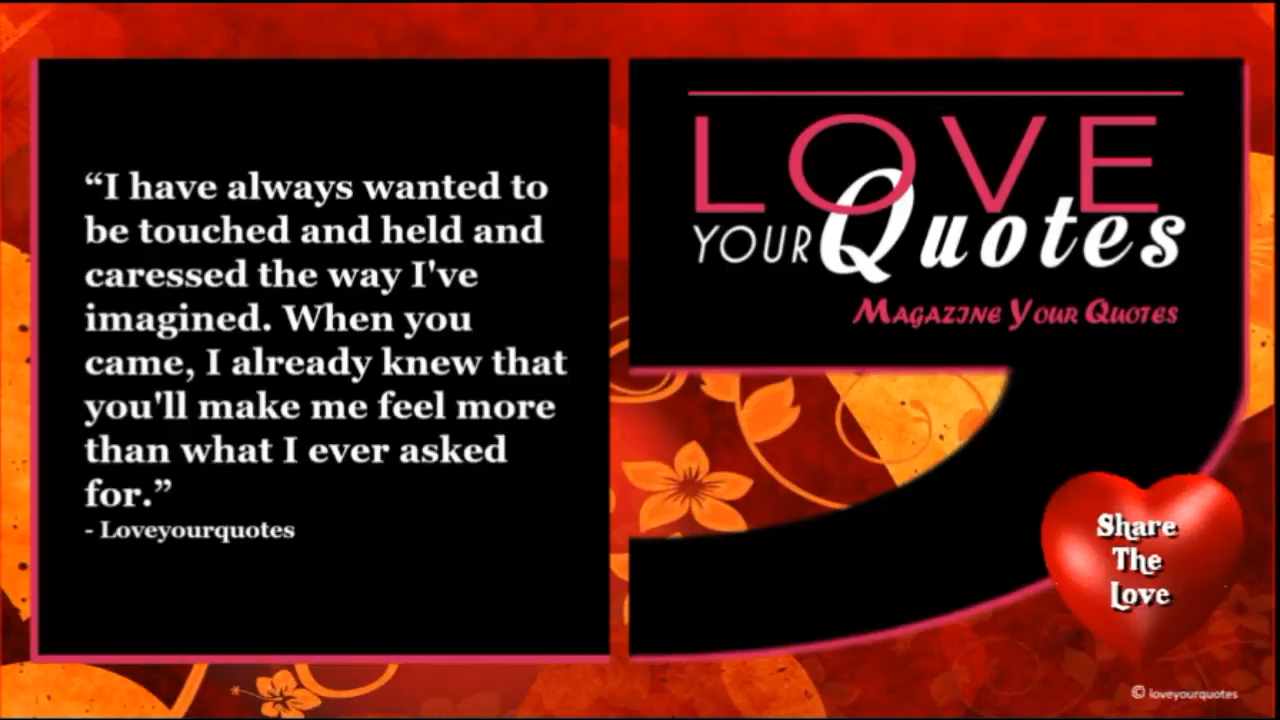 “I have always wanted to
be touched and held and
caressed the way I've
imagined. When you
came, I already knew that
you'll make me feel more
than what I ever asked
for.”
- Loveyourquotes
LOVE
YOUR Quotes
Magazine Your Quotes
Share
The
Love
© loveyourquotes